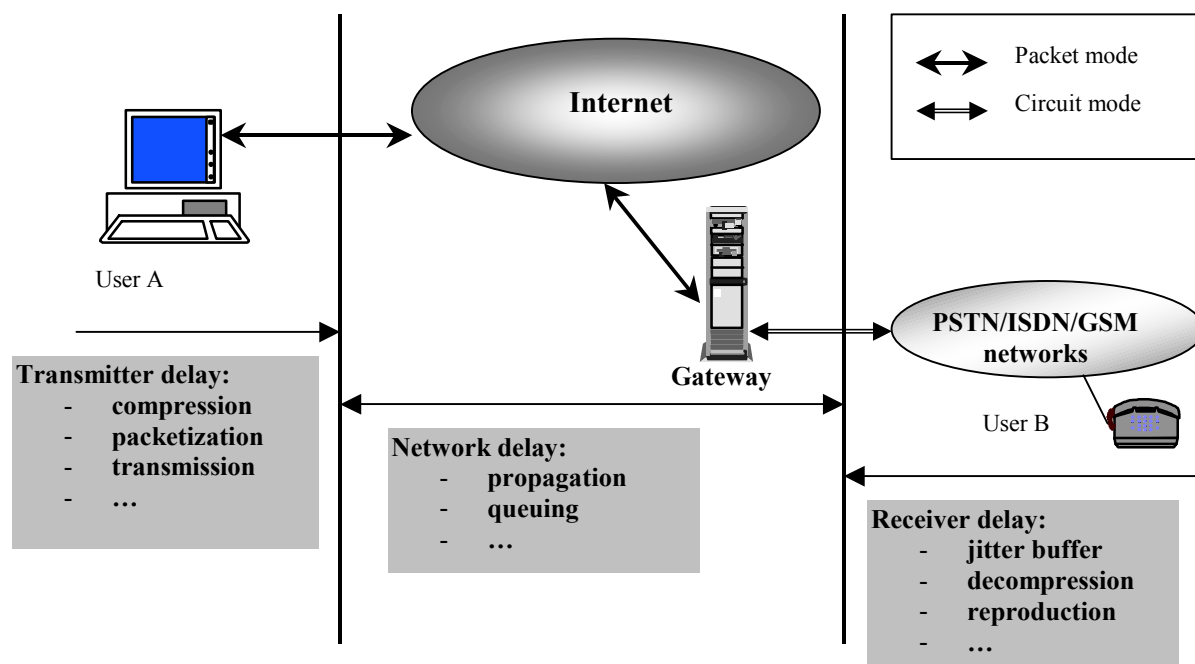 Internet
Packet mode
Circuit mode
User A
Gateway
PSTN/ISDN/GSM
networks
User B
Transmitter delay:
- compression
- packetization
- transmission
- …
Network delay:
- propagation
- queuing
- …
Receiver delay:
- jitter buffer
- decompression
- reproduction
- …